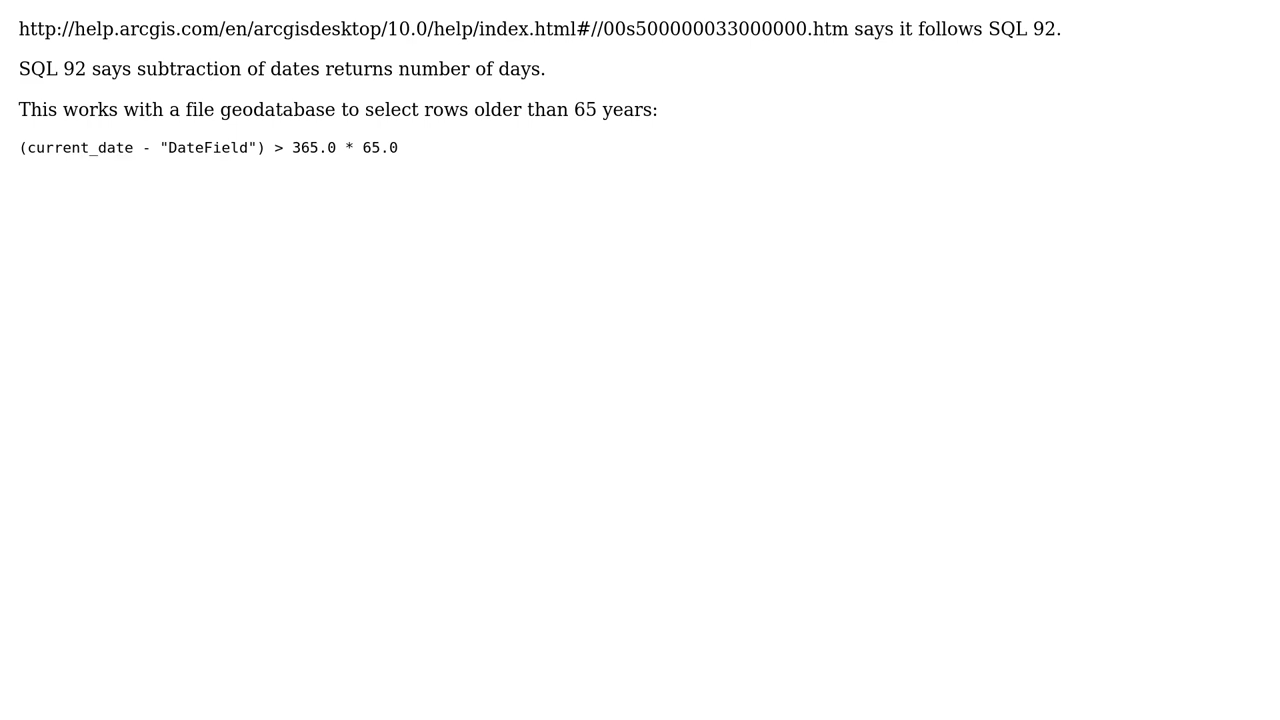 http://help.arcgis.com/en/arcgisdesktop/10.0/help/index.html#//00s500000033000000.htm says it follows SQL 92.
SQL 92 says subtraction of dates returns number of days.
This works with a file geodatabase to select rows older than 65 years:
(current_date - "DateField") > 365.0 * 65.0